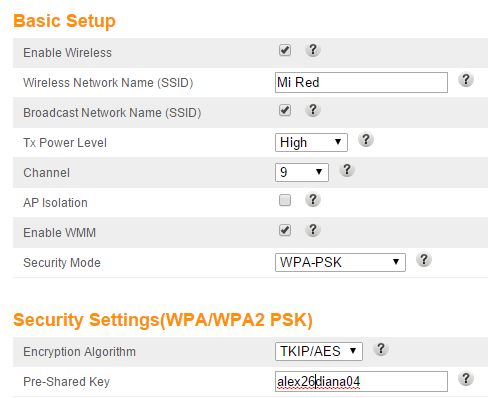 Basic Setup
Enable Wireless ?
Wireless Network Name (SSID) Mi Red ?
Broadcast Network Name (SSID) ?
Tx Power Level High ?
Channel 9 ?
AP Isolation ?
Enable WMM ?
Security Mode WPA-PSK ?
Security Settings(WPA/WPA2 PSK)
Encryption Algorithm TKIP/AES ?
Pre-Shared Key alex26diana04 ?